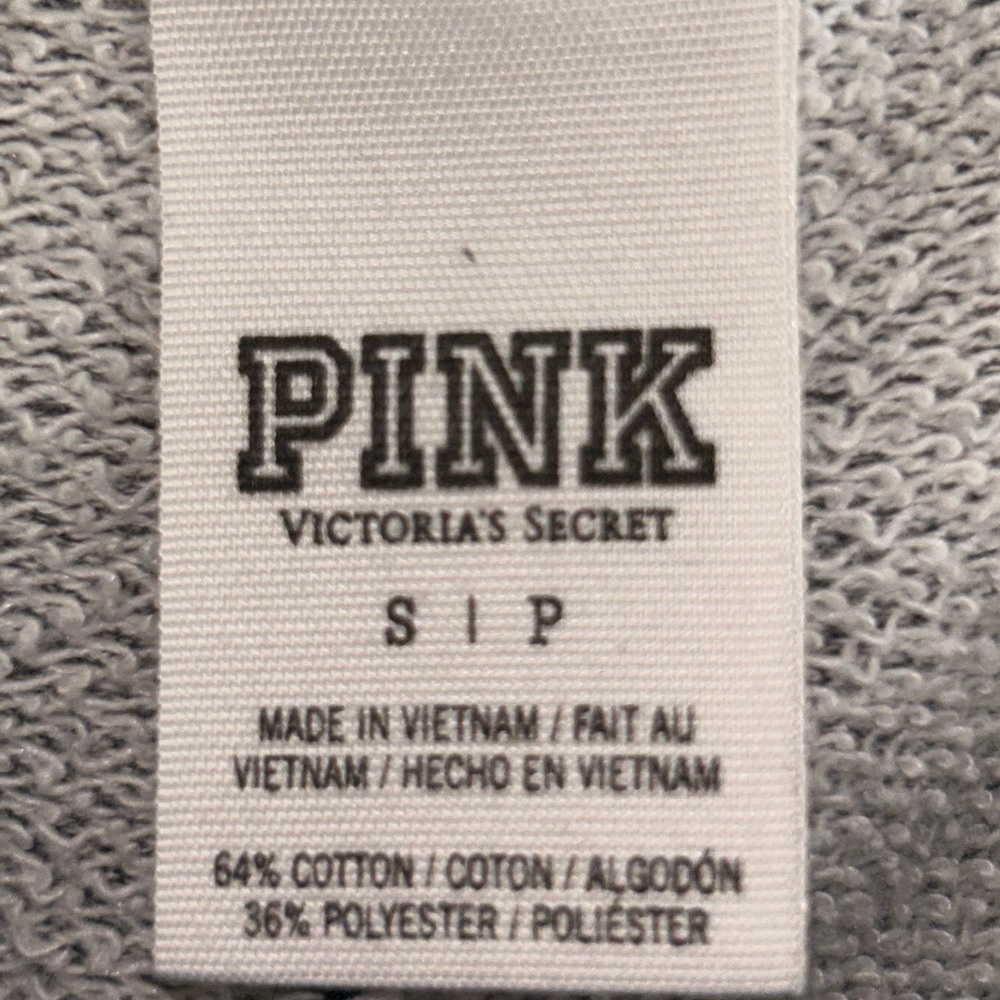 PINK
VICTORIA'S SECRET
S | P
MADE IN VIETNAM / FAIT AU
VIETNAM / HECHO EN VIETNAM
64% COTTON / COTON / ALGODÓN
36% POLYESTER / POLIÉSTER